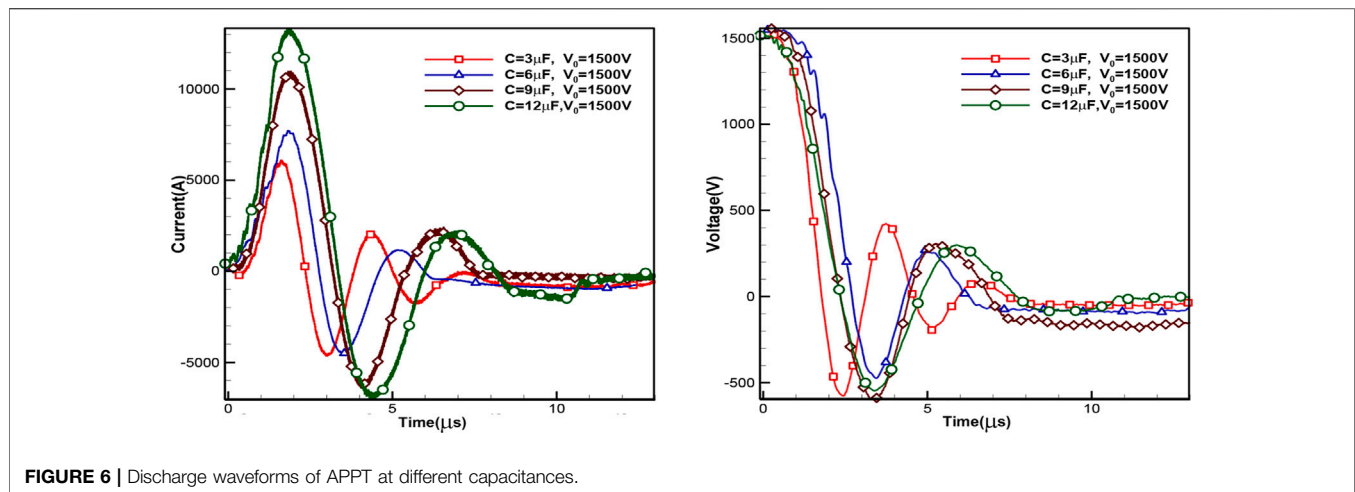 C=3μF, V₀=1500V
C=6μF, V₀=1500V
C=9μF, V₀=1500V
C=12μF,V₀=1500V
Current(A)
10000
5000
0
-5000
0
5
10
Time(μs)
C=3μF, V₀=1500V
C=6μF, V₀=1500V
C=9μF, V₀=1500V
C=12μF,V₀=1500V
Voltage(V)
1500
1000
500
0
-500
0
5
10
Time(μs)
FIGURE 6 | Discharge waveforms of APPT at different capacitances.